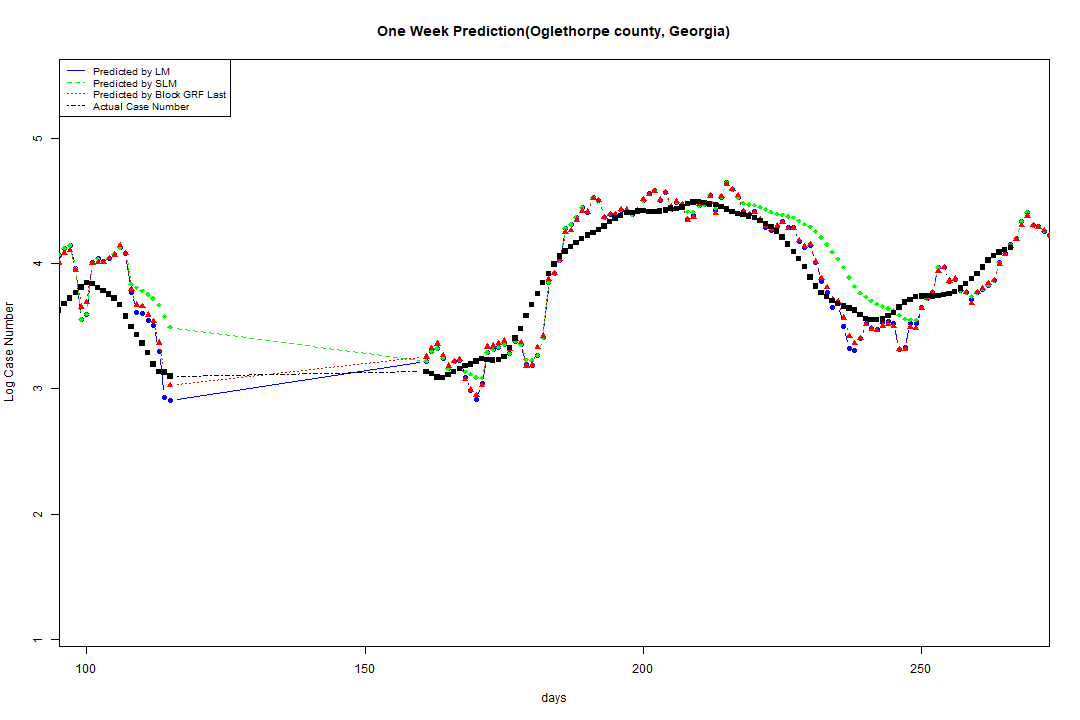 One Week Prediction(Oglethorpe county, Georgia)
Predicted by LM
Predicted by SLM
Predicted by Block GRF Last
Actual Case Number
5
4
3
2
1
Log Case Number
100
150
200
250
days